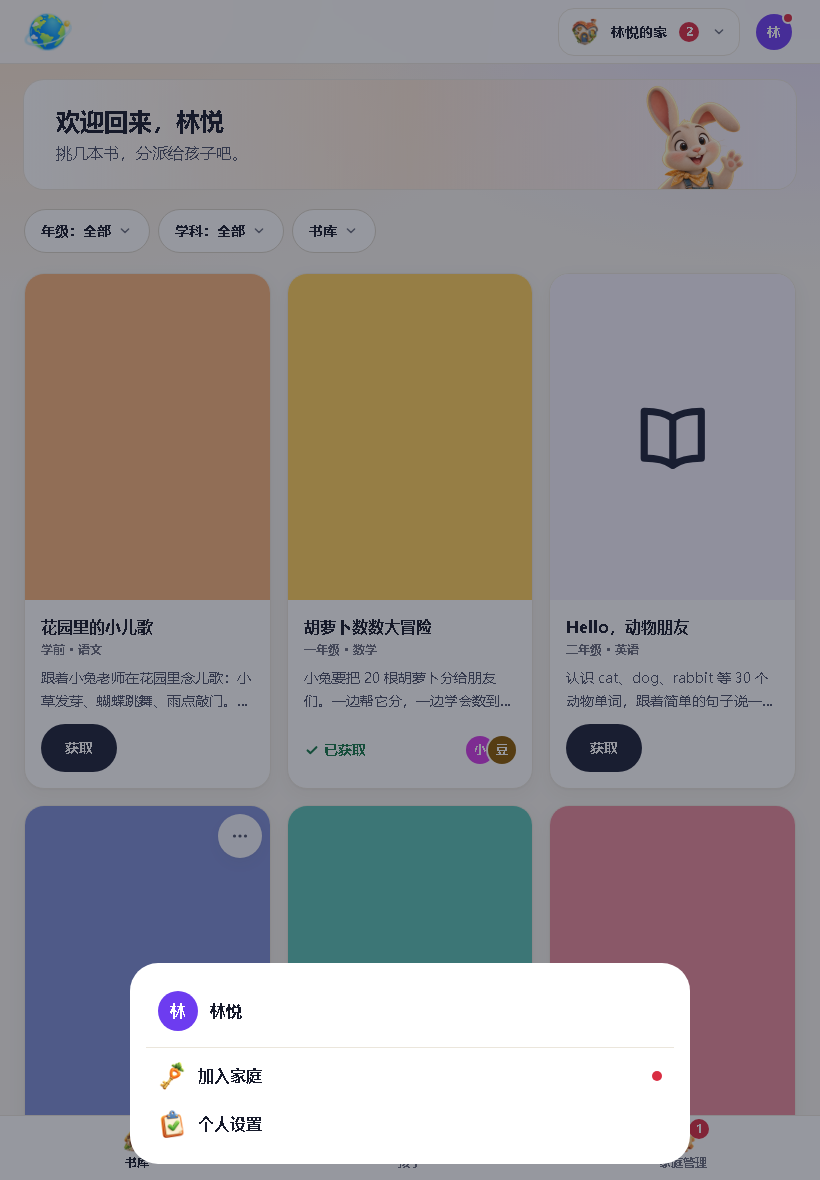 林悦的家 2
林
欢迎回来，林悦
挑几本书，分派给孩子吧。
年级：全部
学科：全部
书库
花园里的小儿歌
学前·语文
跟着小兔老师在花园里念儿歌：小
草发芽、蝴蝶跳舞、雨点敲门。...
获取
胡萝卜数数大冒险
一年级·数学
小兔要把 20 根胡萝卜分给朋友
们。一边帮它分，一边学会数到...
已获取
小
豆
Hello，动物朋友
二年级·英语
认识 cat、dog、rabbit 等 30 个
动物单词，跟着简单的句子说一...
获取
林
林悦
加入家庭
个人设置
书库
1
家庭管理